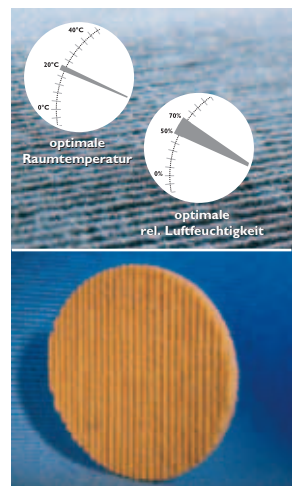 40°C
20°C
0°C
optimale
Raumtemperatur
70%
50%
0%
optimale
rel. Luftfeuchtigkeit